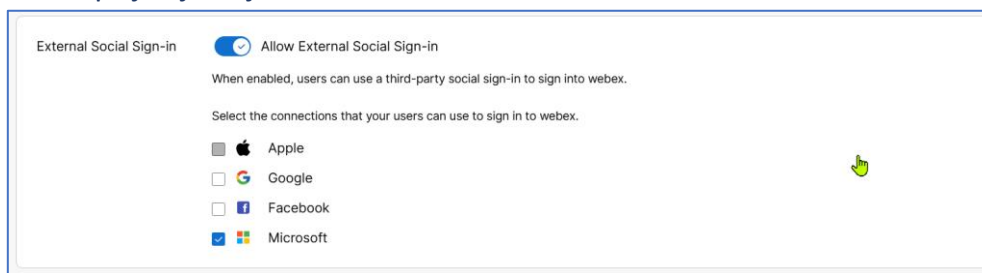 External Social Sign-in Allow External Social Sign-in
When enabled, users can use a third-party social sign-in to sign into webex.
Select the connections that your users can use to sign in to webex.
Apple
Google
Facebook
Microsoft